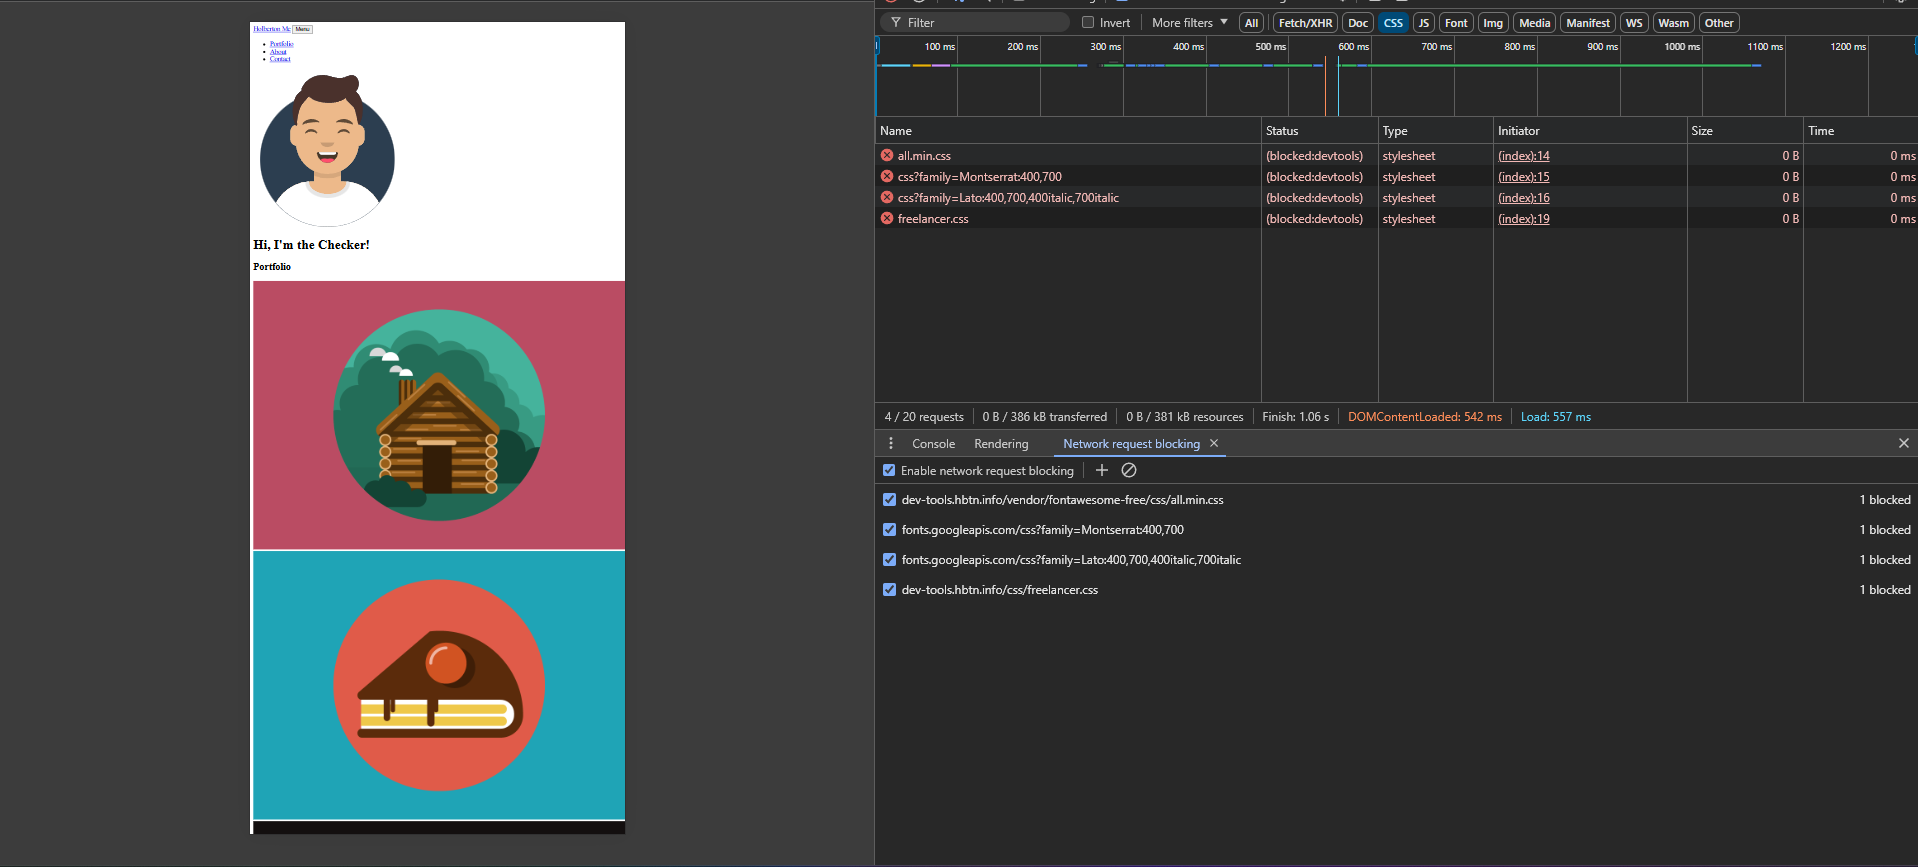 Holberton Me Menu
Portfolio
About
Contact
Hi, I'm the Checker!
Portfolio
Filter Invert More filters All Fetch/XHR Doc CSS JS Font Img Media Manifest WS Wasm Other
100 ms 200 ms 300 ms 400 ms 500 ms 600 ms 700 ms 800 ms 900 ms 1000 ms 1100 ms 1200 ms
Name Status Type Initiator Size Time
all.min.css (blocked:devtools) stylesheet (index):14 0 B 0 ms
css?family=Montserrat:400,700 (blocked:devtools) stylesheet (index):15 0 B 0 ms
css?family=Lato:400,700,400italic,700italic (blocked:devtools) stylesheet (index):16 0 B 0 ms
freelancer.css (blocked:devtools) stylesheet (index):19 0 B 0 ms
4 / 20 requests 0 B / 386 kB transferred 0 B / 381 kB resources Finish: 1.06 s DOMContentLoaded: 542 ms Load: 557 ms
Console Rendering Network request blocking
Enable network request blocking
dev-tools.hbtn.info/vendor/fontawesome-free/css/all.min.css 1 blocked
fonts.googleapis.com/css?family=Montserrat:400,700 1 blocked
fonts.googleapis.com/css?family=Lato:400,700,400italic,700italic 1 blocked
dev-tools.hbtn.info/css/freelancer.css 1 blocked